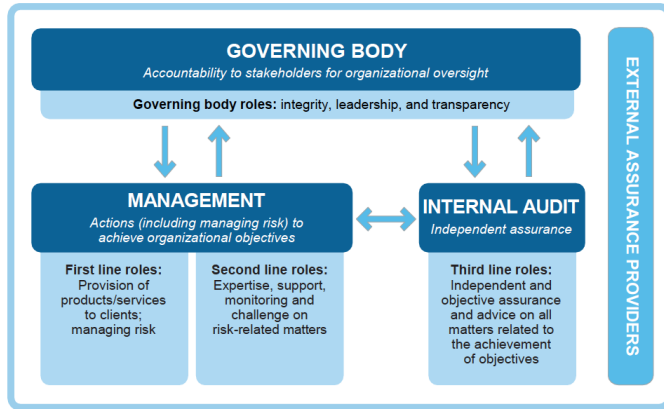 GOVERNING BODY
Accountability to stakeholders for organizational oversight
Governing body roles: integrity, leadership, and transparency
MANAGEMENT
Actions (including managing risk) to
achieve organizational objectives
First line roles:
Provision of
products/services
to clients;
managing risk
Second line roles:
Expertise, support,
monitoring and
challenge on
risk-related matters
INTERNAL AUDIT
Independent assurance
Third line roles:
Independent and
objective assurance
and advice on all
matters related to
the achievement
of objectives
EXTERNAL ASSURANCE PROVIDERS